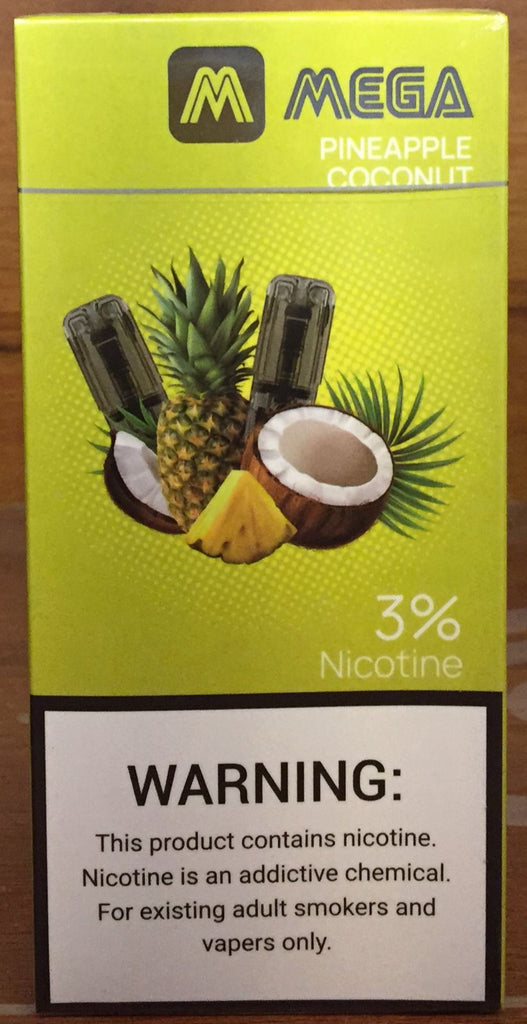 M MEGA
PINEAPPLE
COCONUT
3%
Nicotine
WARNING:
This product contains nicotine.
Nicotine is an addictive chemical.
For existing adult smokers and
vapers only.